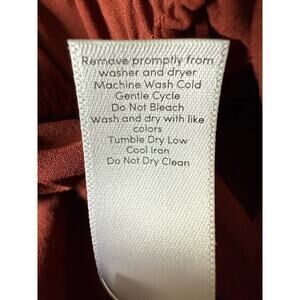 Remove promptly from
washer and dryer
Machine Wash Cold
Gentle Cycle
Do Not Bleach
Wash and dry with like
colors
Tumble Dry Low
Cool Iron
Do Not Dry Clean